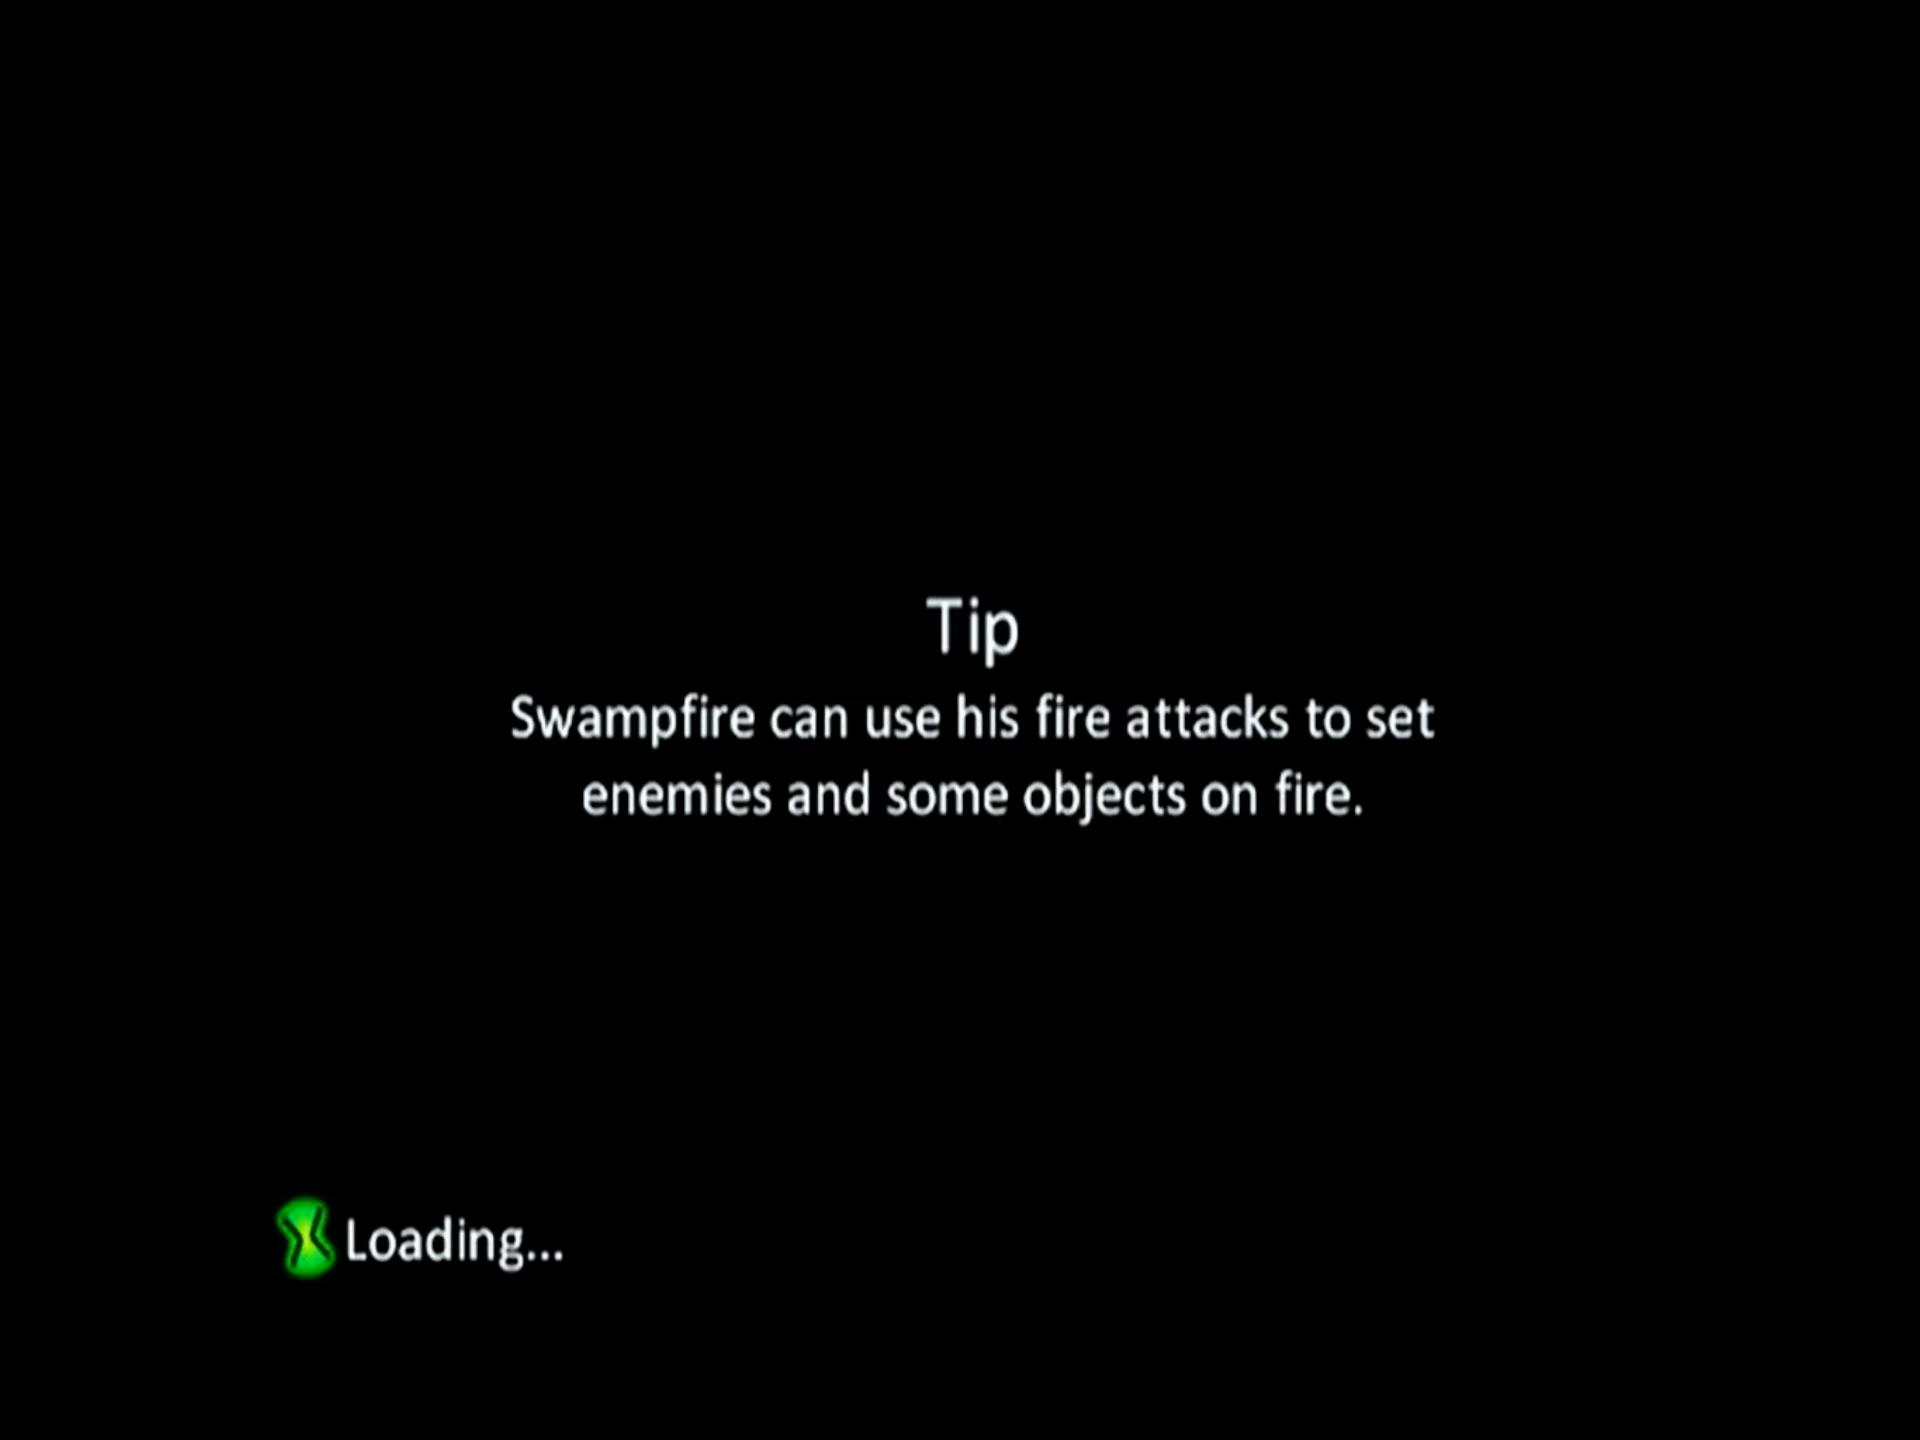 Tip
Swampfire can use his fire attacks to set
enemies and some objects on fire.
Loading...